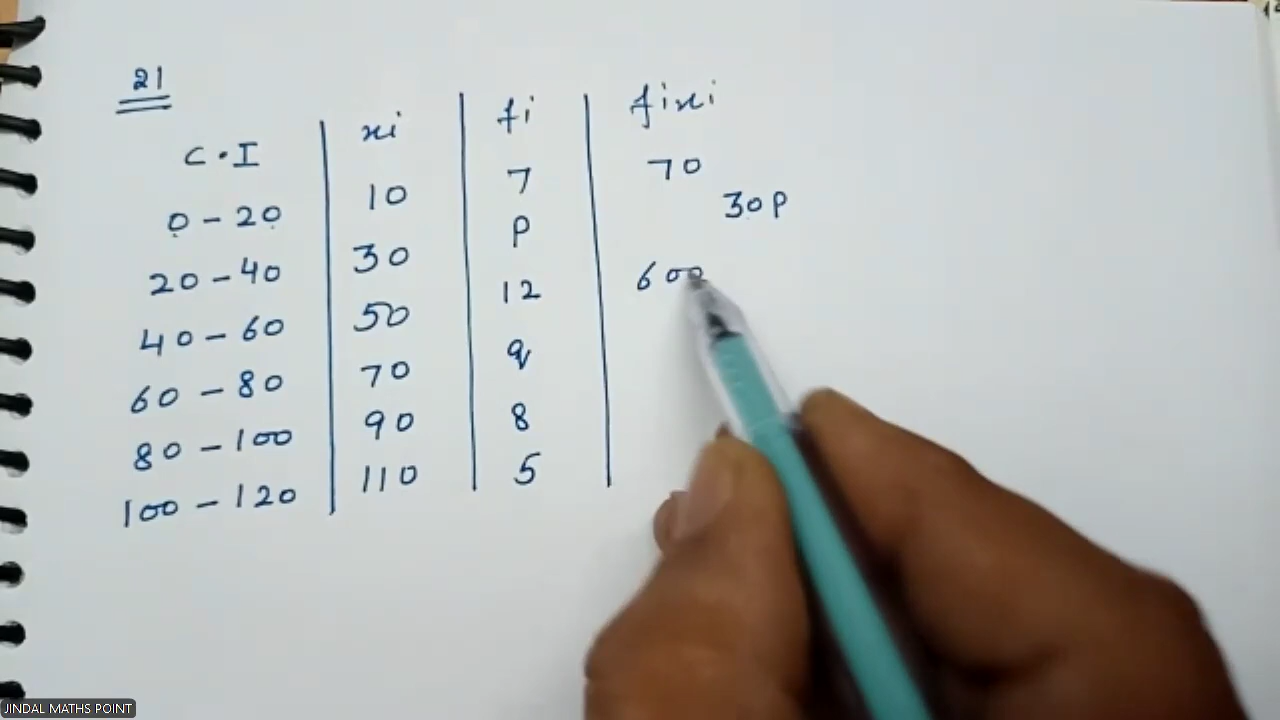 21
C.I xi fi fixi
0-20 10 7 70
20-40 30 p 30p
40-60 50 12 600
60-80 70 q
80-100 90 8
100-120 110 5
JINDAL MATHS POINT